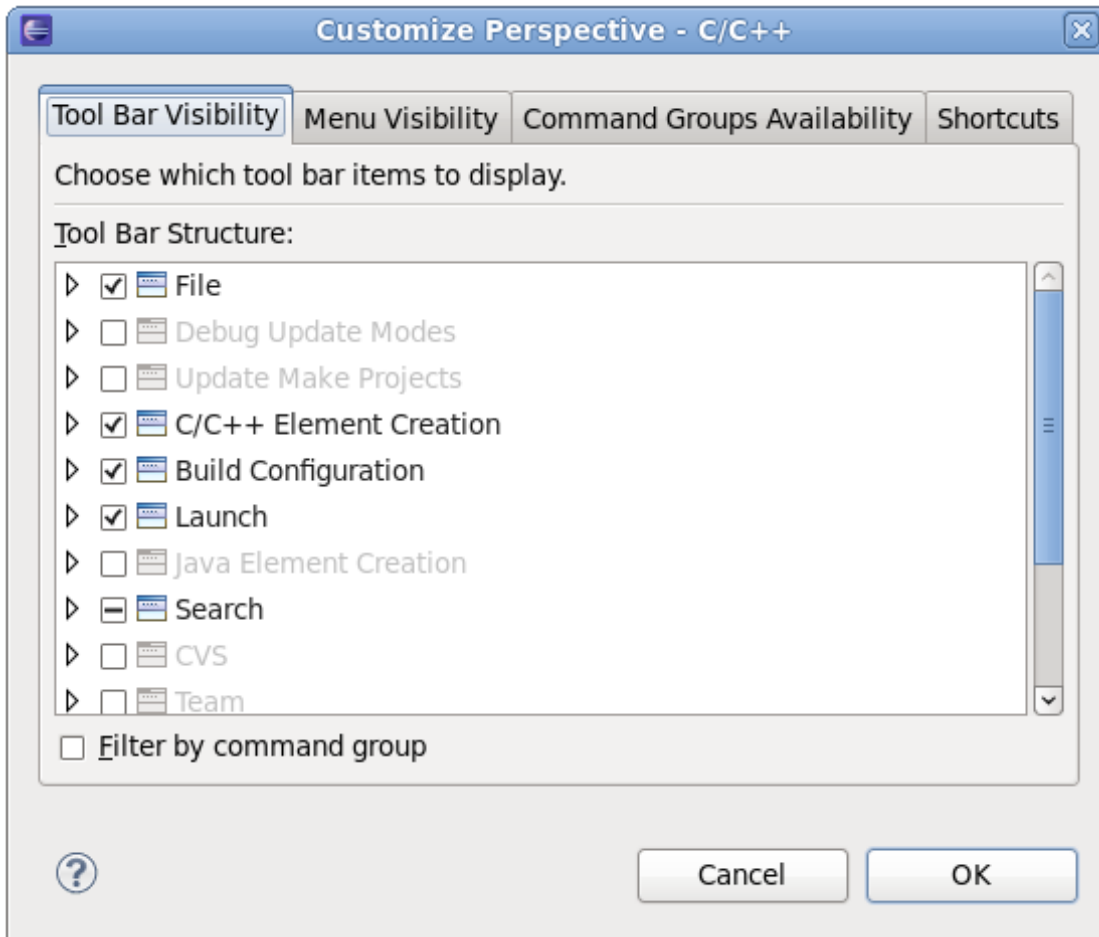 Customize Perspective - C/C++
Tool Bar Visibility Menu Visibility Command Groups Availability Shortcuts
Choose which tool bar items to display.
Tool Bar Structure:
File
Debug Update Modes
Update Make Projects
C/C++ Element Creation
Build Configuration
Launch
Java Element Creation
Search
CVS
Team
Filter by command group
? Cancel OK